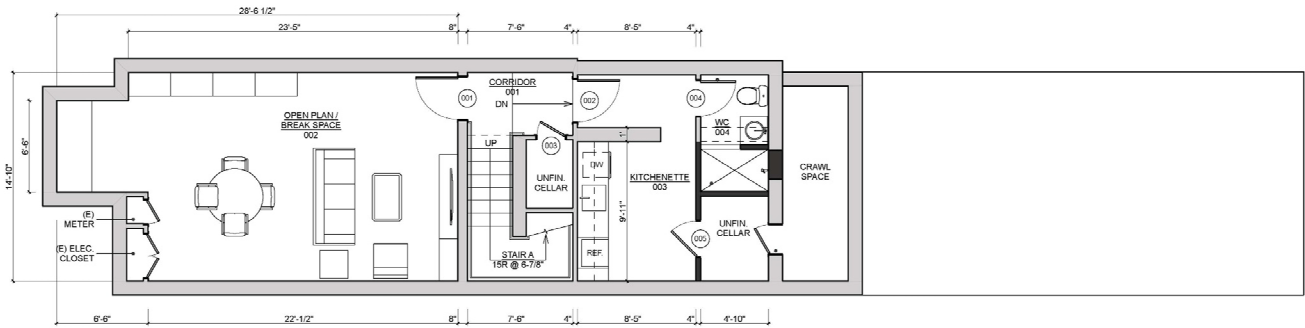 28'-6 1/2"
23'-5"
8"
7'-6"
4"
8'-5"
4"
CORRIDOR
001
DN
001
002
004
OPEN PLAN /
BREAK SPACE
002
WC
004
UP
003
1'
DW
UNFIN.
CELLAR
KITCHENETTE
003
CRAWL
SPACE
6'-6"
14'-10"
9'-11"
(E)
METER
(E) ELEC.
CLOSET
UNFIN.
CELLAR
005
STAIR A
15R @ 6-7/8"
REF.
6'-6"
22'-1/2"
8"
7'-6"
4"
8'-5"
4"
4'-10"